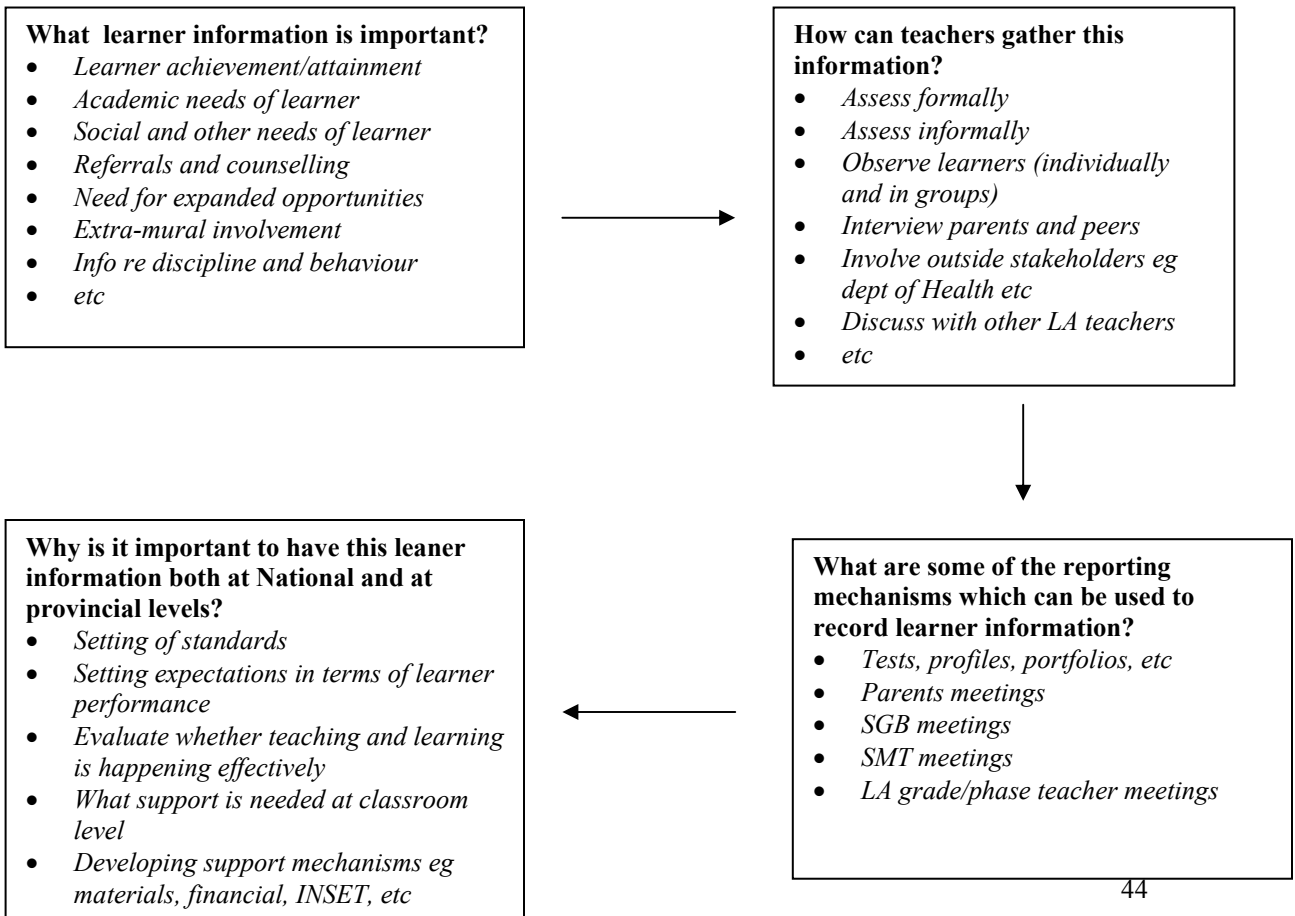 What  learner information is important?
• Learner achievement/attainment
• Academic needs of learner
• Social and other needs of learner
• Referrals and counselling
• Need for expanded opportunities
• Extra-mural involvement
• Info re discipline and behaviour
• etc
How can teachers gather this
information?
• Assess formally
• Assess informally
• Observe learners (individually
and in groups)
• Interview parents and peers
• Involve outside stakeholders eg
dept of Health etc
• Discuss with other LA teachers
• etc
What are some of the reporting
mechanisms which can be used to
record learner information?
• Tests, profiles, portfolios, etc
• Parents meetings
• SGB meetings
• SMT meetings
• LA grade/phase teacher meetings
Why is it important to have this leaner
information both at National and at
provincial levels?
• Setting of standards
• Setting expectations in terms of learner
performance
• Evaluate whether teaching and learning
is happening effectively
• What support is needed at classroom
level
• Developing support mechanisms eg
materials, financial, INSET, etc
44